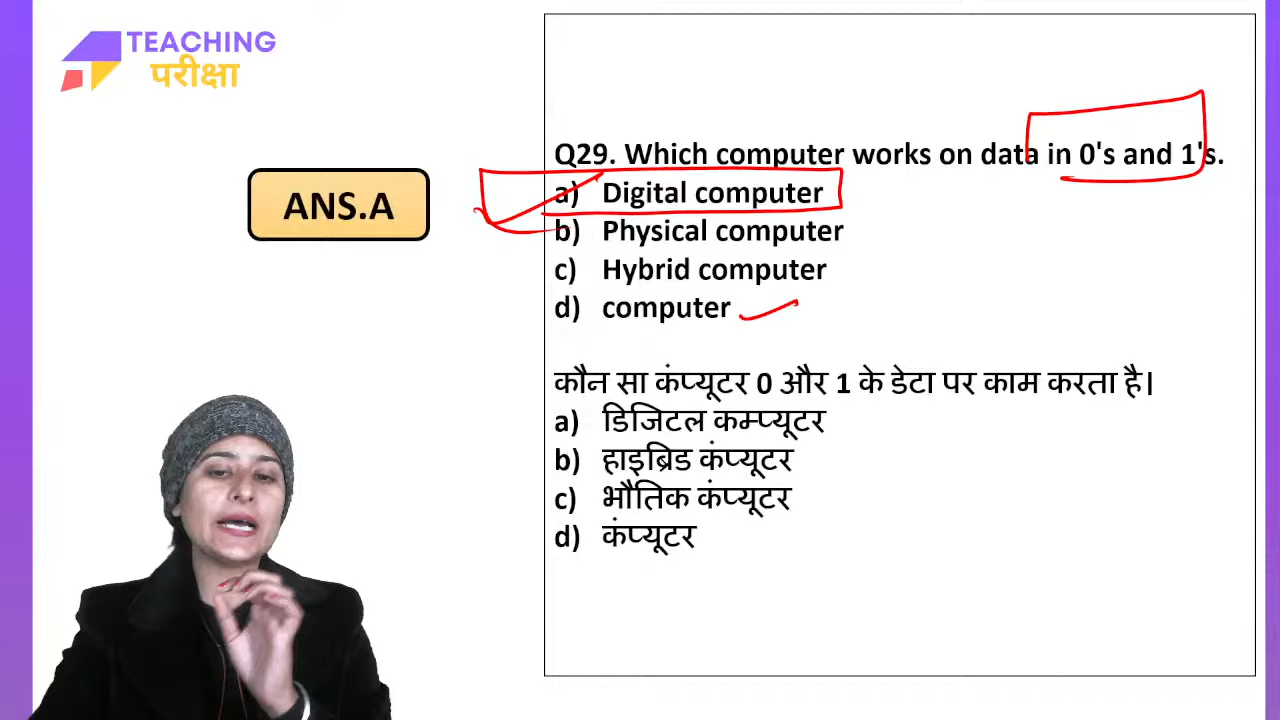 TEACHING
परीक्षा
ANS.A
Q29. Which computer works on data in 0's and 1's.
a) Digital computer
b) Physical computer
c) Hybrid computer
d) computer
कौन सा कंप्यूटर 0 और 1 के डेटा पर काम करता है।
a) डिजिटल कम्प्यूटर
b) हाइब्रिड कंप्यूटर
c) भौतिक कंप्यूटर
d) कंप्यूटर